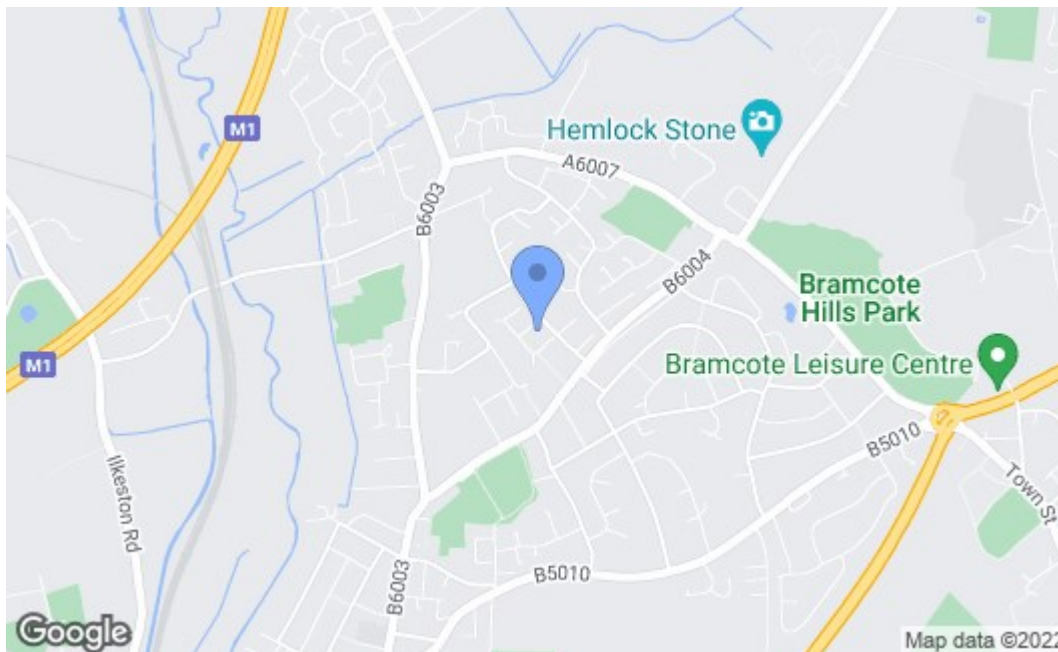 M1
Hemlock Stone
A6007
B6003
B6004
Bramcote
Hills Park
M1
Bramcote Leisure Centre
B5010
Ilkeston Rd
Town St
B6003
B5010
Google
Map data ©2022